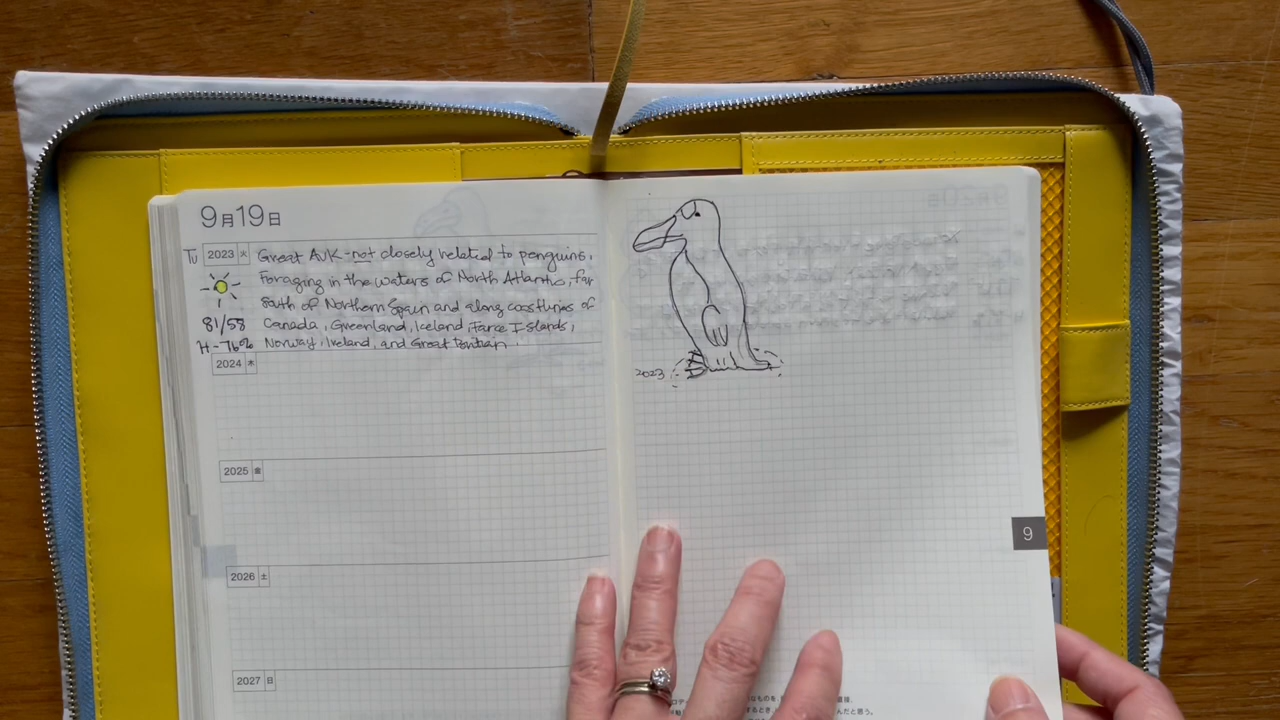 9月19日
Tu 2023 火 Great Auk-not closely related to penguins.
Foraging in the waters of North Atlantic, far
South of Northern Spain and along coastlines of
81/58 Canada, Greenland, Iceland, Faroe Islands,
H-76% Norway, Ireland, and Great Britian.
2024 木
2025 金
2026 土
2027 日
2023
9